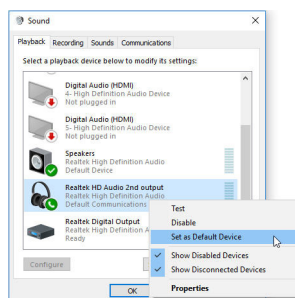 Sound
Playback Recording Sounds Communications
Select a playback device below to modify its settings:
Digital Audio (HDMI)
4- High Definition Audio Device
Not plugged in
Digital Audio (HDMI)
5- High Definition Audio Device
Not plugged in
Speakers
Realtek High Definition Audio
Default Device
Realtek HD Audio 2nd output
Realtek High Definition Audio
Default Communications
Realtek Digital Output
Realtek High Definition A
Ready
Test
Disable
Set as Default Device
Show Disabled Devices
Show Disconnected Devices
Properties
Configure
OK